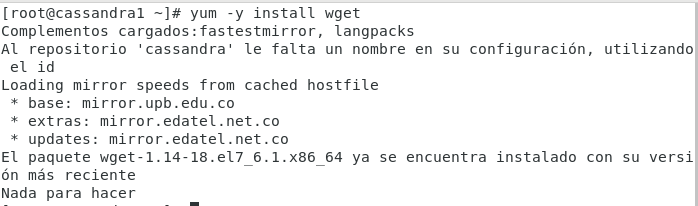 [root@cassandra1 ~]# yum -y install wget
Complementos cargados:fastestmirror, langpacks
Al repositorio 'cassandra' le falta un nombre en su configuración, utilizando
 el id
Loading mirror speeds from cached hostfile
 * base: mirror.upb.edu.co
 * extras: mirror.edatel.net.co
 * updates: mirror.edatel.net.co
El paquete wget-1.14-18.el7_6.1.x86_64 ya se encuentra instalado con su versi
ón más reciente
Nada para hacer